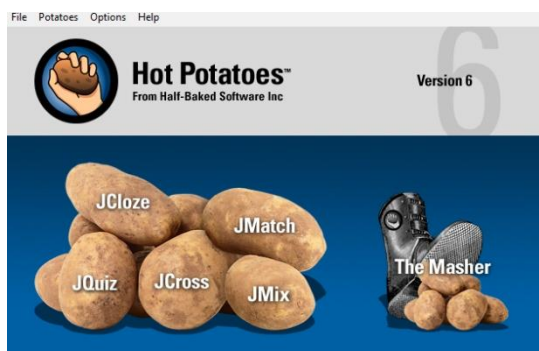 File Potatoes Options Help
Hot Potatoes™
From Half-Baked Software Inc
Version 6
6
JCloze
JMatch
JQuiz
JCross
JMix
The Masher